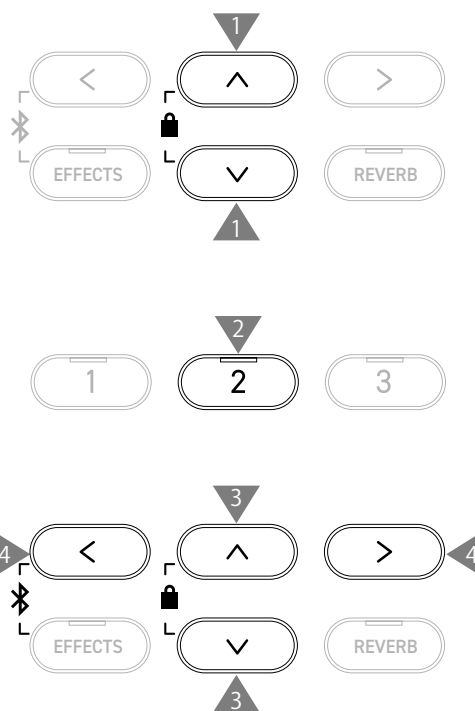 1
< ∧ >
EFFECTS ∨ REVERB
1
2
1 2 3
3
4 < ∧ > 4
EFFECTS ∨ REVERB
3